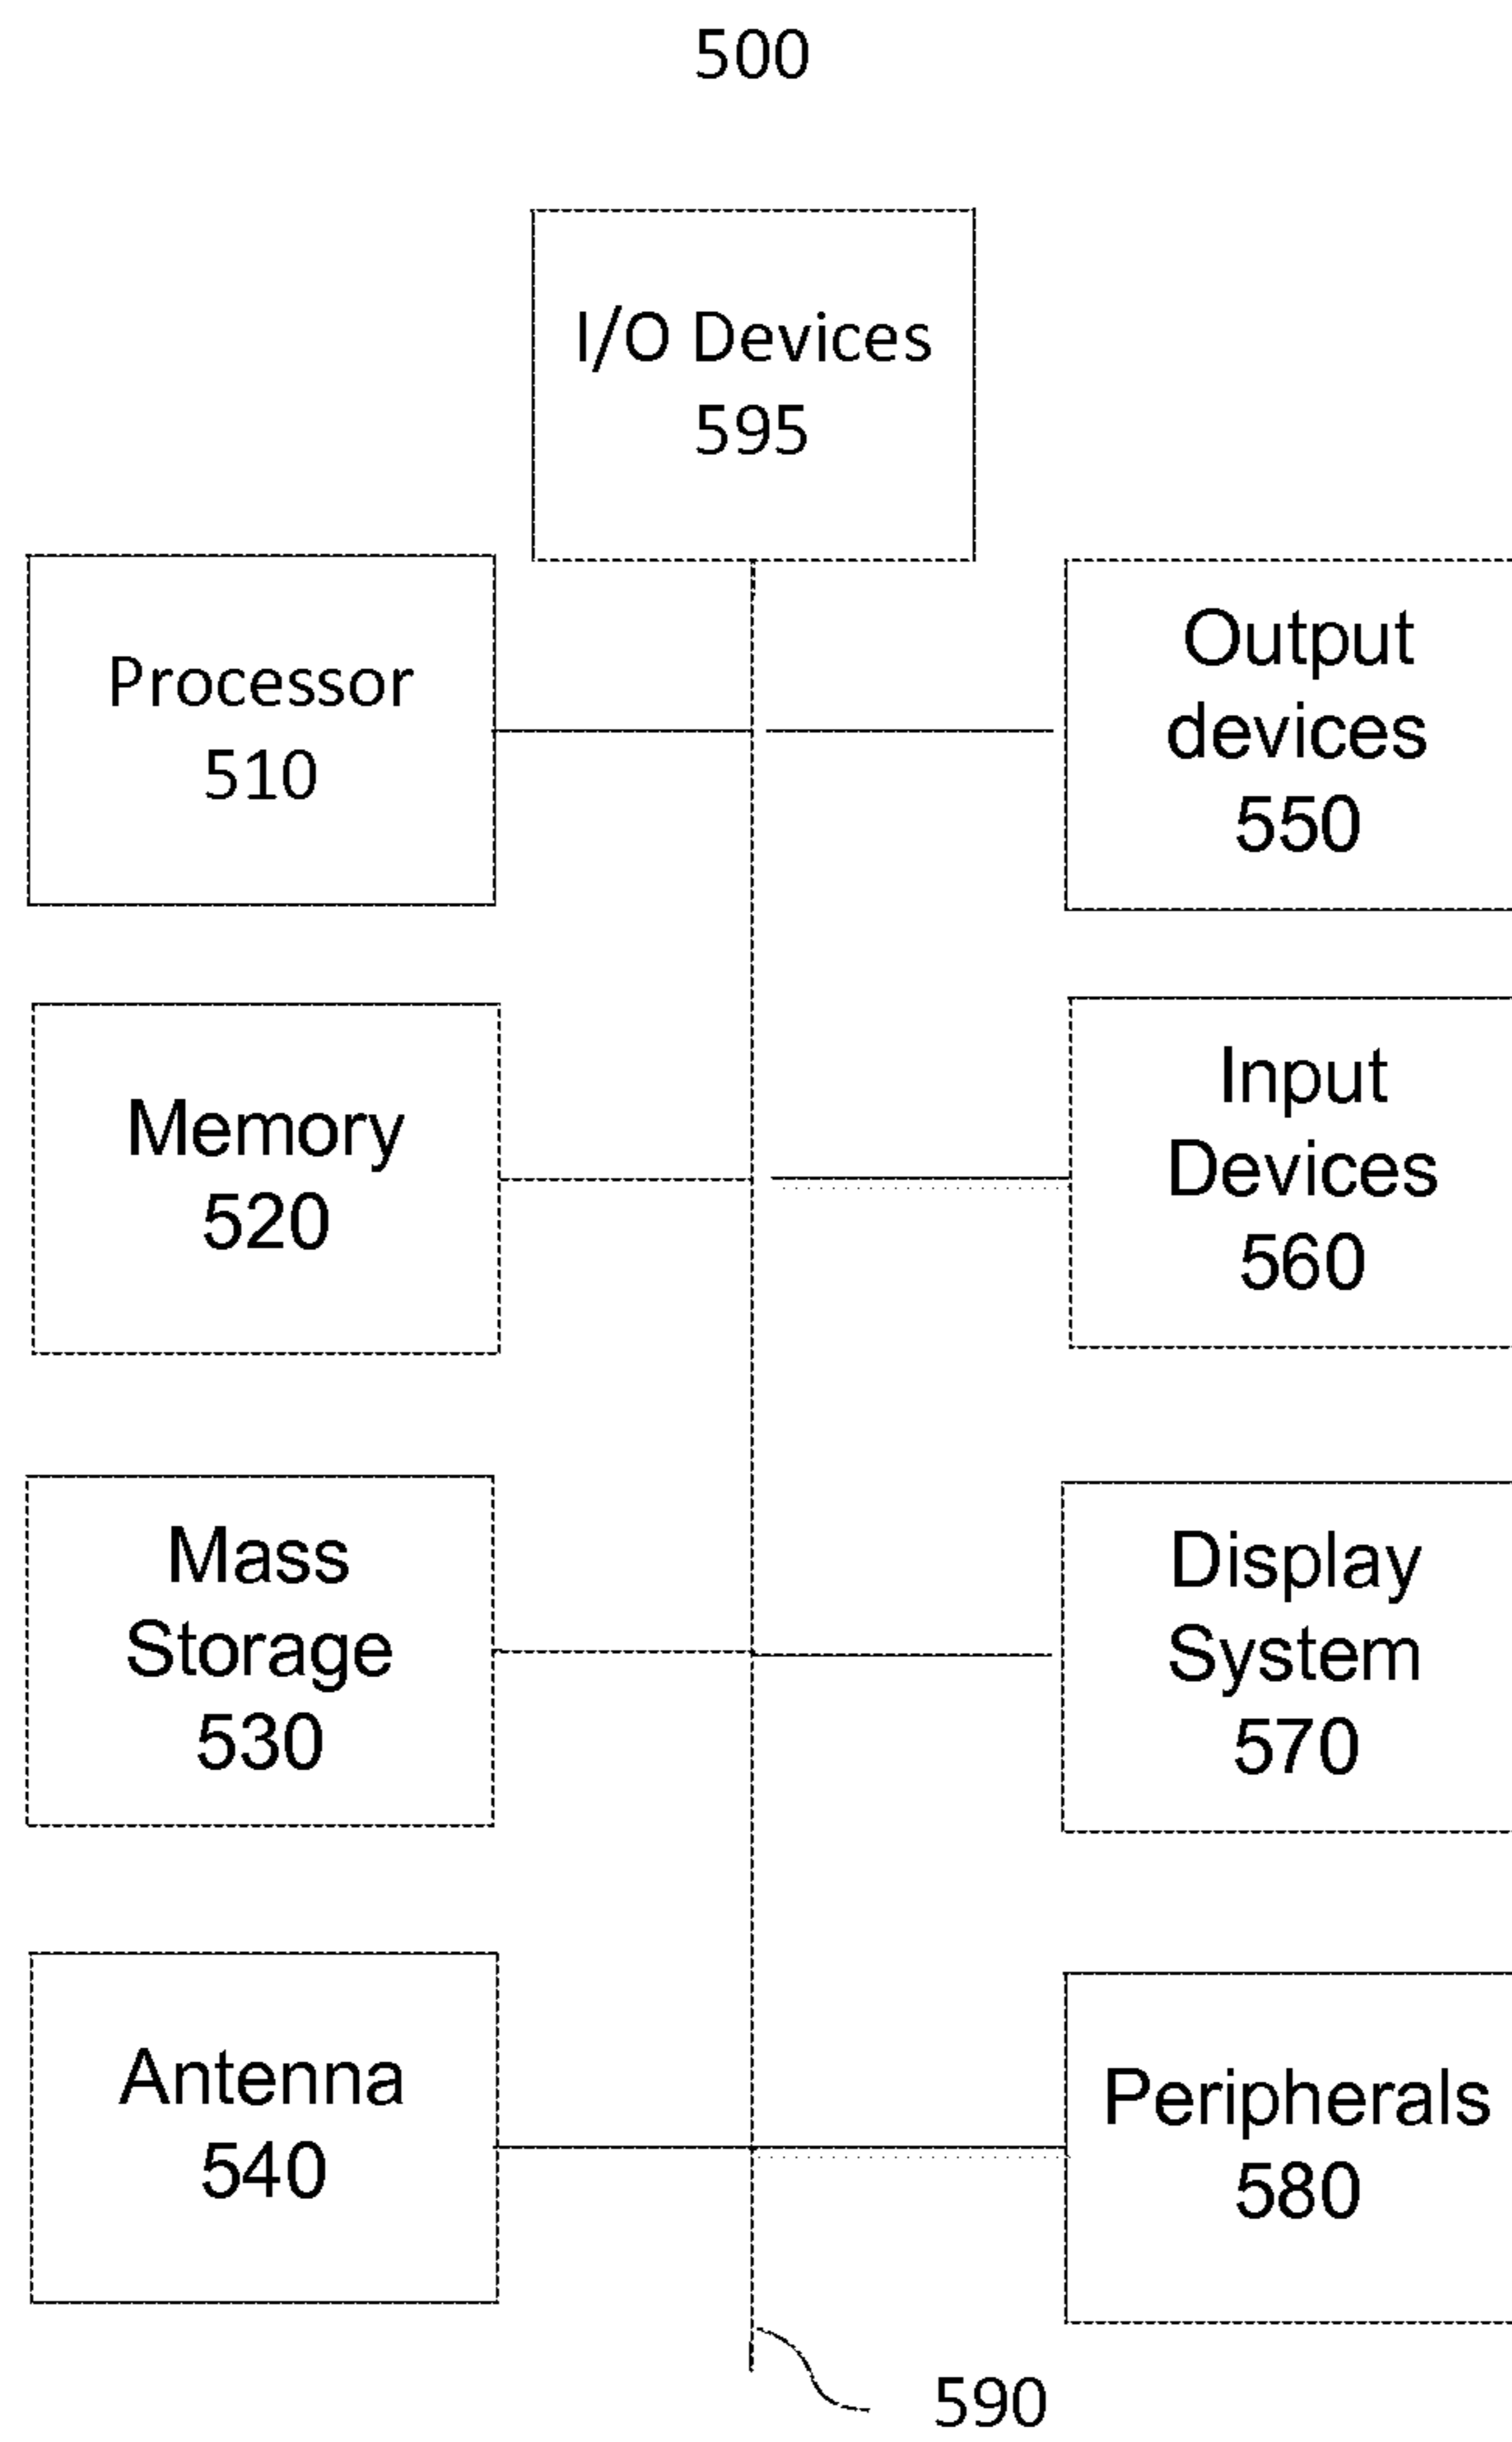 500
I/O Devices
595
Processor
510
Output
devices
550
Memory
520
Input
Devices
560
Mass
Storage
530
Display
System
570
Antenna
540
Peripherals
580
590